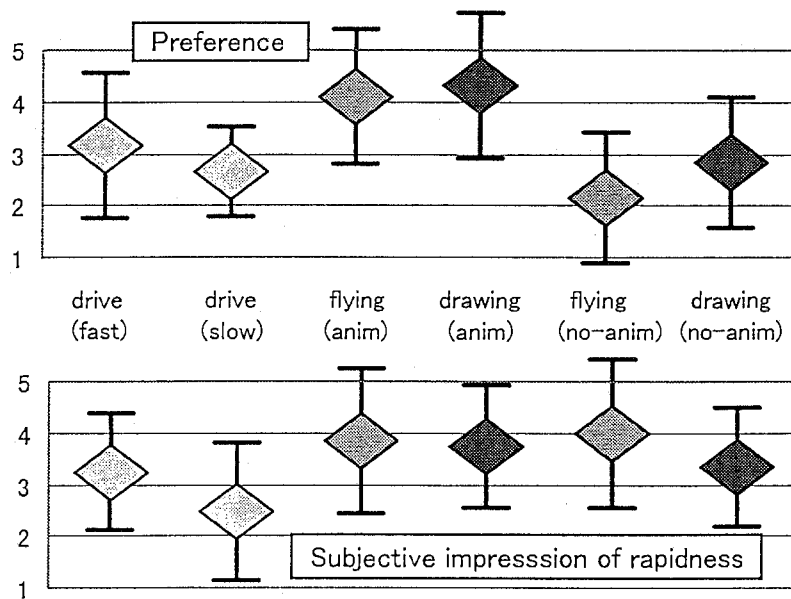 Preference
5
4
3
2
1
drive (fast)
drive (slow)
flying (anim)
drawing (anim)
flying (no-anim)
drawing (no-anim)
5
4
3
2
1
Subjective impresssion of rapidness